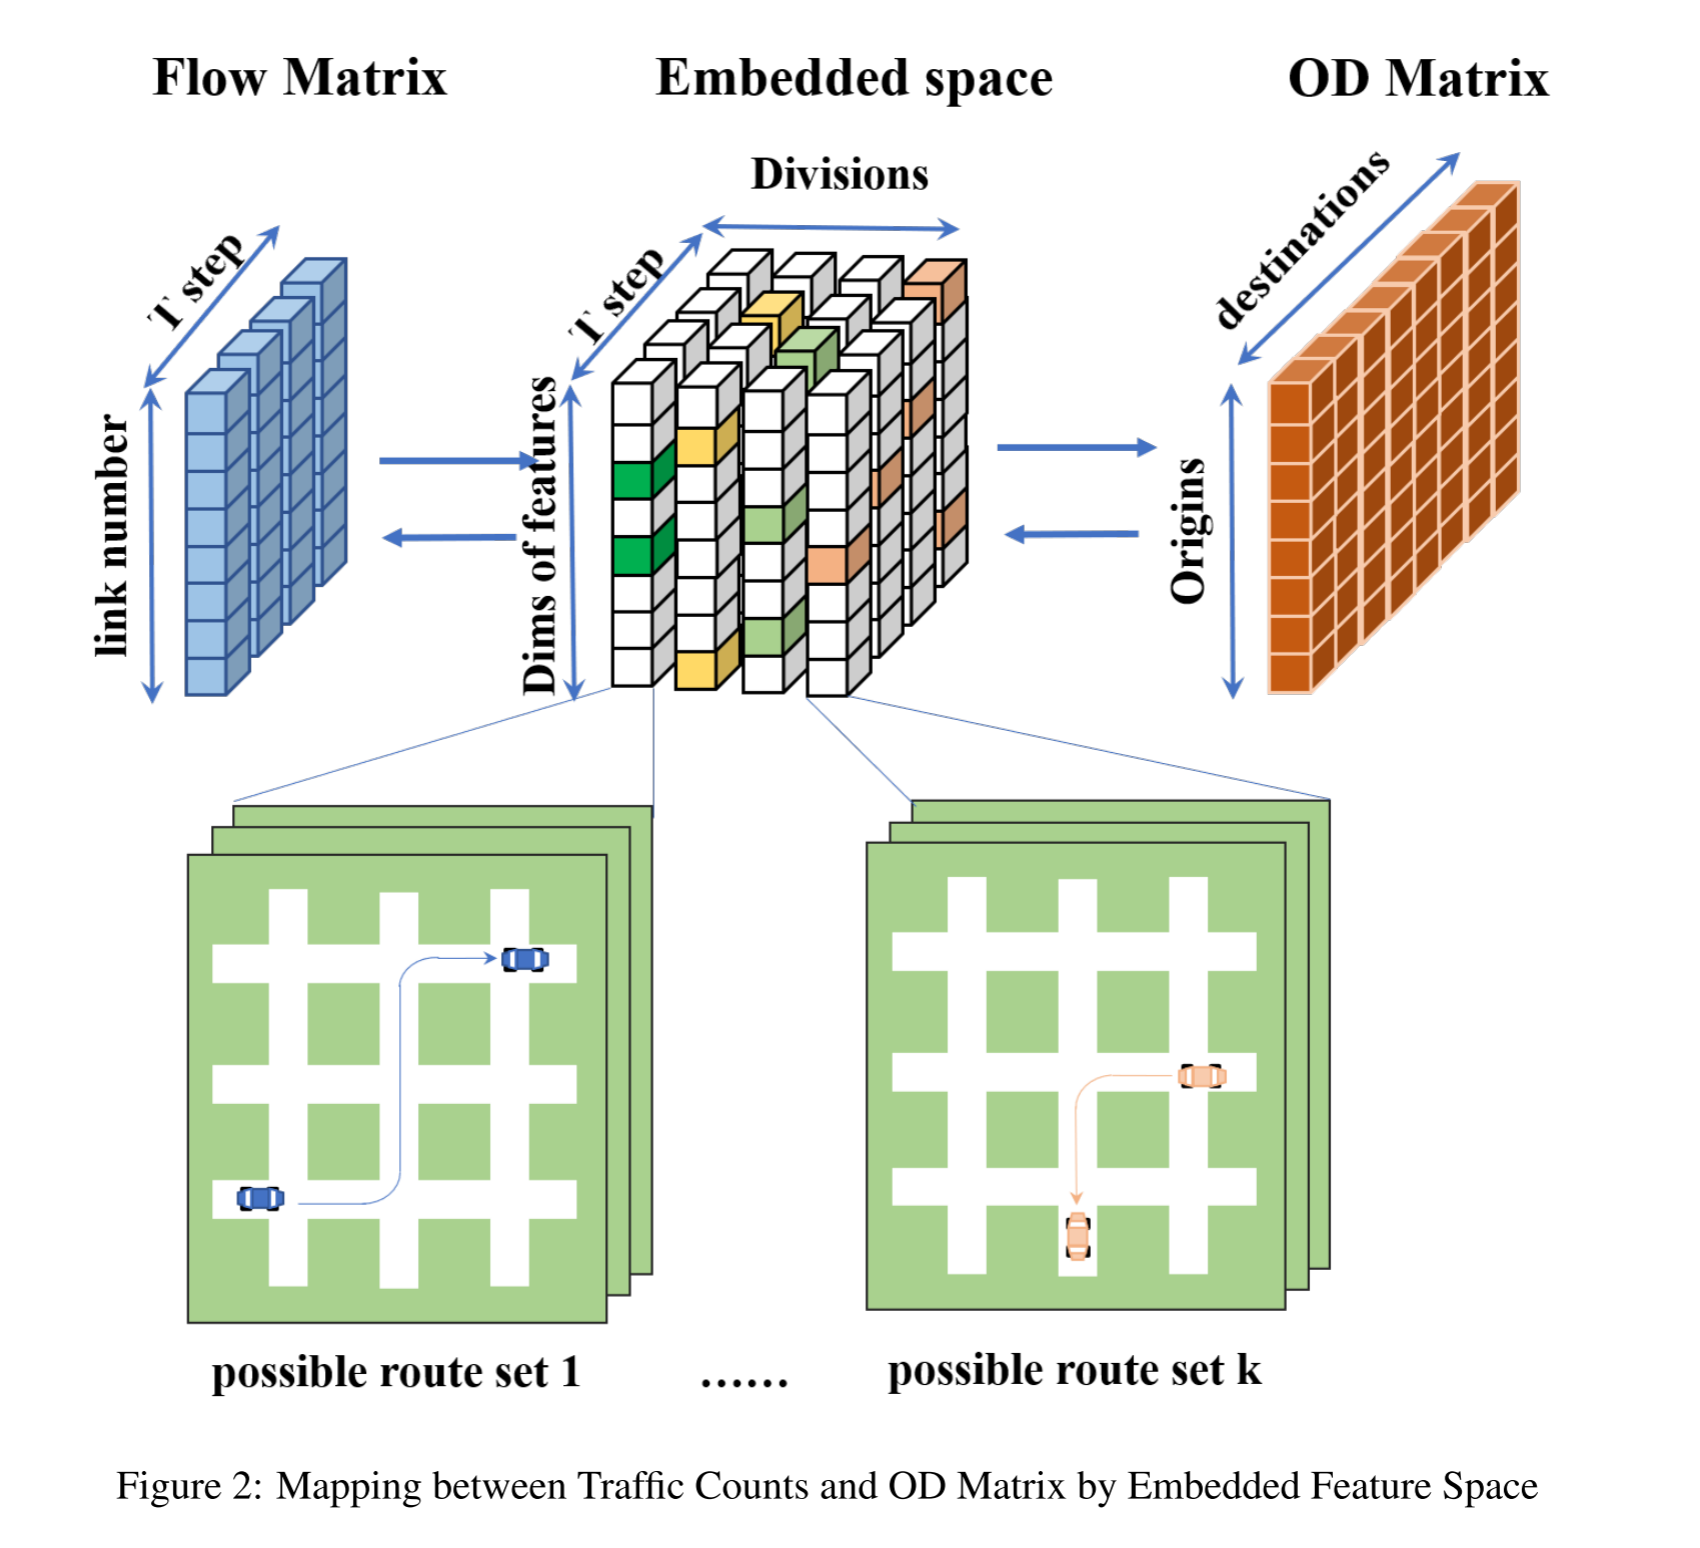 Flow Matrix
Embedded space
OD Matrix
Divisions
T step
T step
destinations
link number
Dims of features
Origins
possible route set 1
......
possible route set k
Figure 2: Mapping between Traffic Counts and OD Matrix by Embedded Feature Space